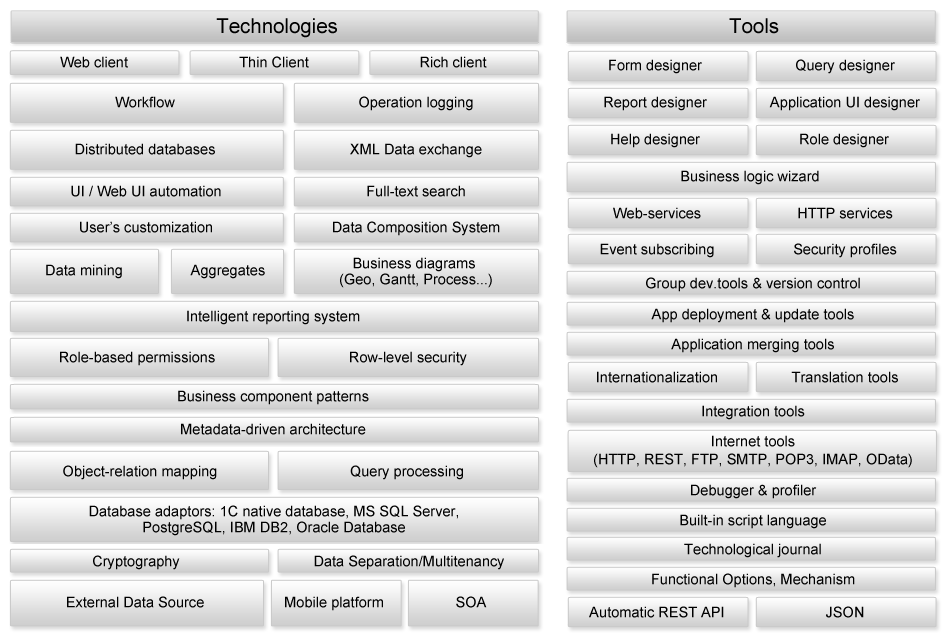 Technologies
Web client
Thin Client
Rich client
Workflow
Operation logging
Distributed databases
XML Data exchange
UI / Web UI automation
Full-text search
User's customization
Data Composition System
Data mining
Aggregates
Business diagrams
(Geo, Gantt, Process...)
Intelligent reporting system
Role-based permissions
Row-level security
Business component patterns
Metadata-driven architecture
Object-relation mapping
Query processing
Database adaptors: 1C native database, MS SQL Server,
PostgreSQL, IBM DB2, Oracle Database
Cryptography
Data Separation/Multitenancy
External Data Source
Mobile platform
SOA
Tools
Form designer
Query designer
Report designer
Application UI designer
Help designer
Role designer
Business logic wizard
Web-services
HTTP services
Event subscribing
Security profiles
Group dev.tools & version control
App deployment & update tools
Application merging tools
Internationalization
Translation tools
Integration tools
Internet tools
(HTTP, REST, FTP, SMTP, POP3, IMAP, OData)
Debugger & profiler
Built-in script language
Technological journal
Functional Options, Mechanism
Automatic REST API
JSON